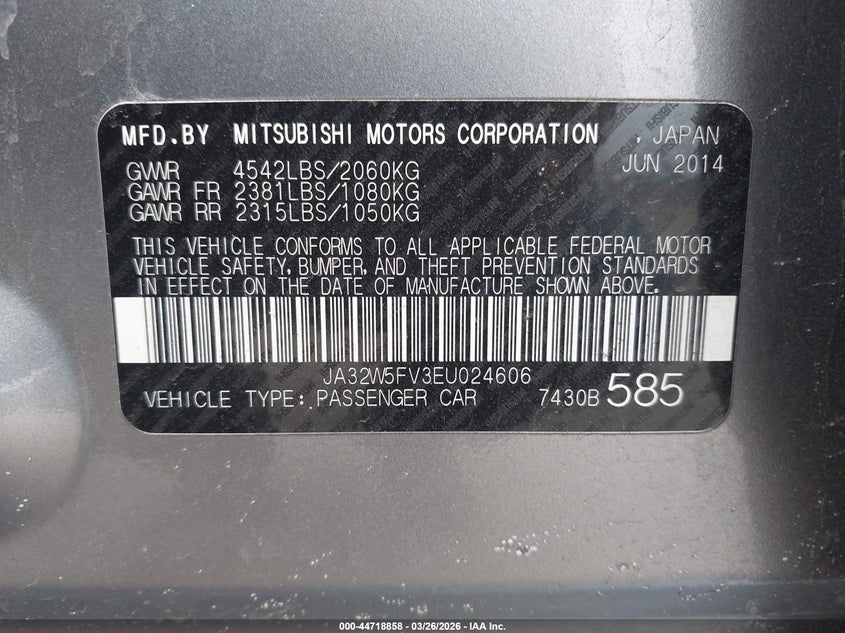 MFD.BY MITSUBISHI MOTORS CORPORATION , JAPAN
GVWR 4542LBS/2060KG JUN 2014
GAWR FR 2381LBS/1080KG
GAWR RR 2315LBS/1050KG
THIS VEHICLE CONFORMS TO ALL APPLICABLE FEDERAL MOTOR
VEHICLE SAFETY, BUMPER, AND THEFT PREVENTION STANDARDS
IN EFFECT ON THE DATE OF MANUFACTURE SHOWN ABOVE.
JA32W5FV3EU024606
VEHICLE TYPE: PASSENGER CAR 7430B 585
000-44718858 - 03/26/2026 - IAA Inc.